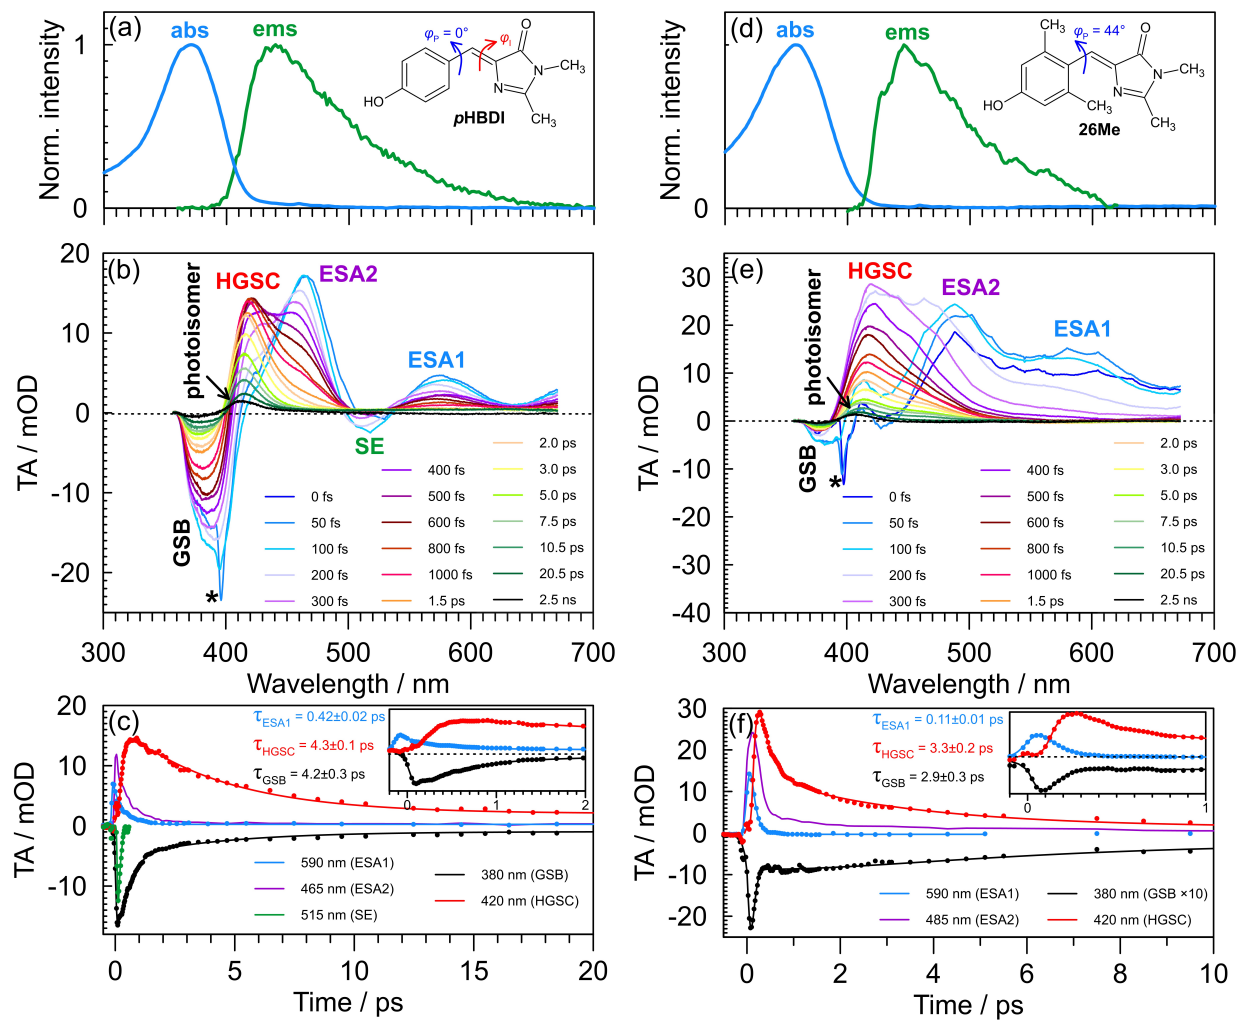 (a)
abs
ems
φP = 0°
φI
O
N
CH3
N
CH3
HO
pHBDI
Norm. intensity
1
0
(d)
abs
ems
φP = 44°
CH3
O
N
CH3
N
CH3
CH3
HO
26Me
Norm. intensity
1
0
(b)
photoisomer
HGSC
ESA2
ESA1
SE
GSB
*
TA / mOD
20
10
0
-10
-20
0 fs
50 fs
100 fs
200 fs
300 fs
400 fs
500 fs
600 fs
800 fs
1000 fs
1.5 ps
2.0 ps
3.0 ps
5.0 ps
7.5 ps
10.5 ps
20.5 ps
2.5 ns
300 400 500 600 700
Wavelength / nm
(e)
photoisomer
HGSC
ESA2
ESA1
GSB
*
TA / mOD
30
20
10
0
-10
-20
-30
-40
0 fs
50 fs
100 fs
200 fs
300 fs
400 fs
500 fs
600 fs
800 fs
1000 fs
1.5 ps
2.0 ps
3.0 ps
5.0 ps
7.5 ps
10.5 ps
20.5 ps
2.5 ns
300 400 500 600 700
Wavelength / nm
(c)
τESA1 = 0.42±0.02 ps
τHGSC = 4.3±0.1 ps
τGSB = 4.2±0.3 ps
0 1 2
TA / mOD
20
10
0
-10
590 nm (ESA1)
465 nm (ESA2)
515 nm (SE)
380 nm (GSB)
420 nm (HGSC)
0 5 10 15 20
Time / ps
(f)
τESA1 = 0.11±0.01 ps
τHGSC = 3.3±0.2 ps
τGSB = 2.9±0.3 ps
0 1
TA / mOD
30
20
10
0
-10
-20
590 nm (ESA1)
485 nm (ESA2)
380 nm (GSB ×10)
420 nm (HGSC)
0 2 4 6 8 10
Time / ps